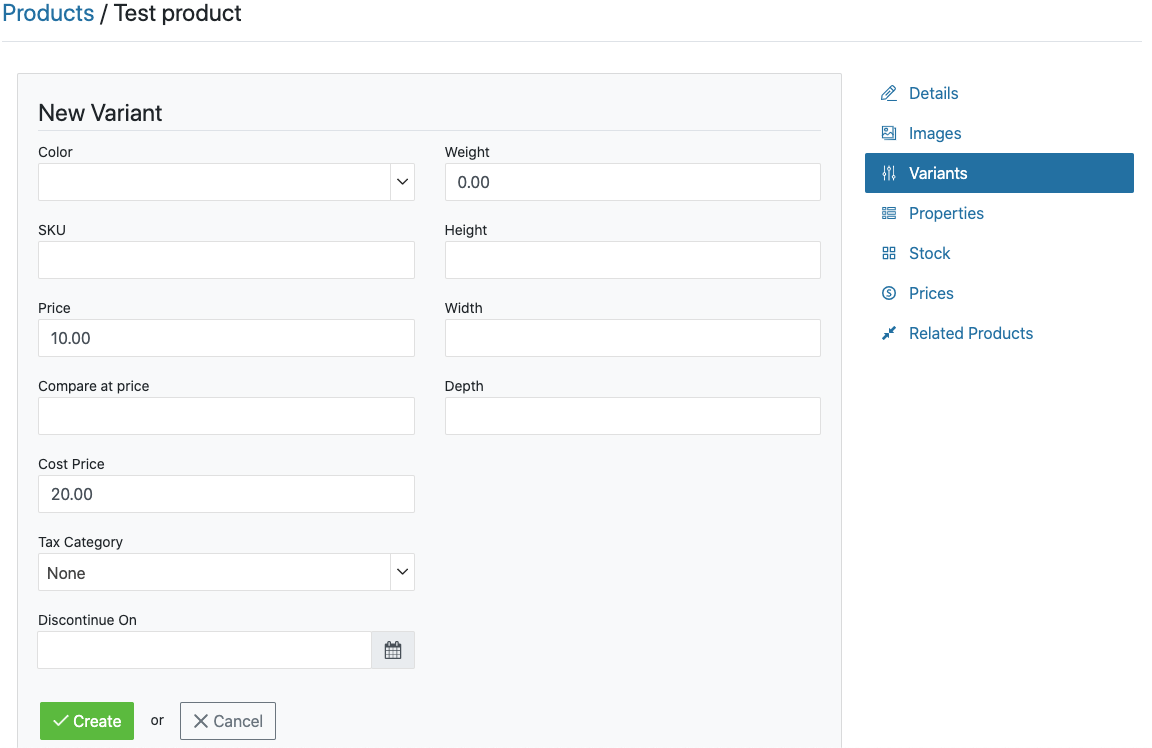 Products / Test product
New Variant
Color
SKU
Price
10.00
Compare at price
Cost Price
20.00
Tax Category
None
Discontinue On
Weight
0.00
Height
Width
Depth
Create or Cancel
Details
Images
Variants
Properties
Stock
Prices
Related Products